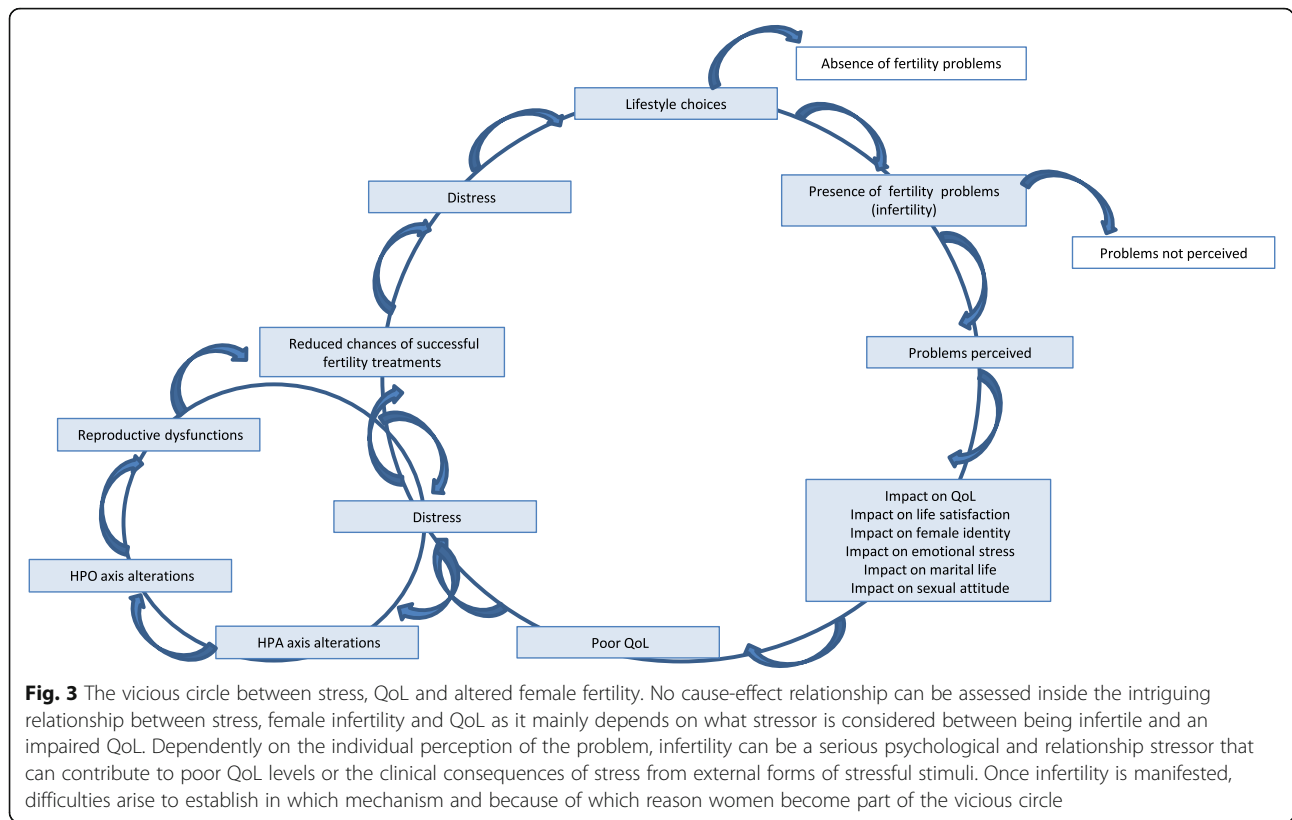 Absence of fertility problems
Lifestyle choices
Presence of fertility problems
(infertility)
Distress
Problems not perceived
Reduced chances of successful
fertility treatments
Problems perceived
Reproductive dysfunctions
Impact on QoL
Impact on life satisfaction
Impact on female identity
Impact on emotional stress
Impact on marital life
Impact on sexual attitude
Distress
HPO axis alterations
HPA axis alterations
Poor QoL
Fig. 3 The vicious circle between stress, QoL and altered female fertility. No cause-effect relationship can be assessed inside the intriguing
relationship between stress, female infertility and QoL as it mainly depends on what stressor is considered between being infertile and an
impaired QoL. Dependently on the individual perception of the problem, infertility can be a serious psychological and relationship stressor that
can contribute to poor QoL levels or the clinical consequences of stress from external forms of stressful stimuli. Once infertility is manifested,
difficulties arise to establish in which mechanism and because of which reason women become part of the vicious circle